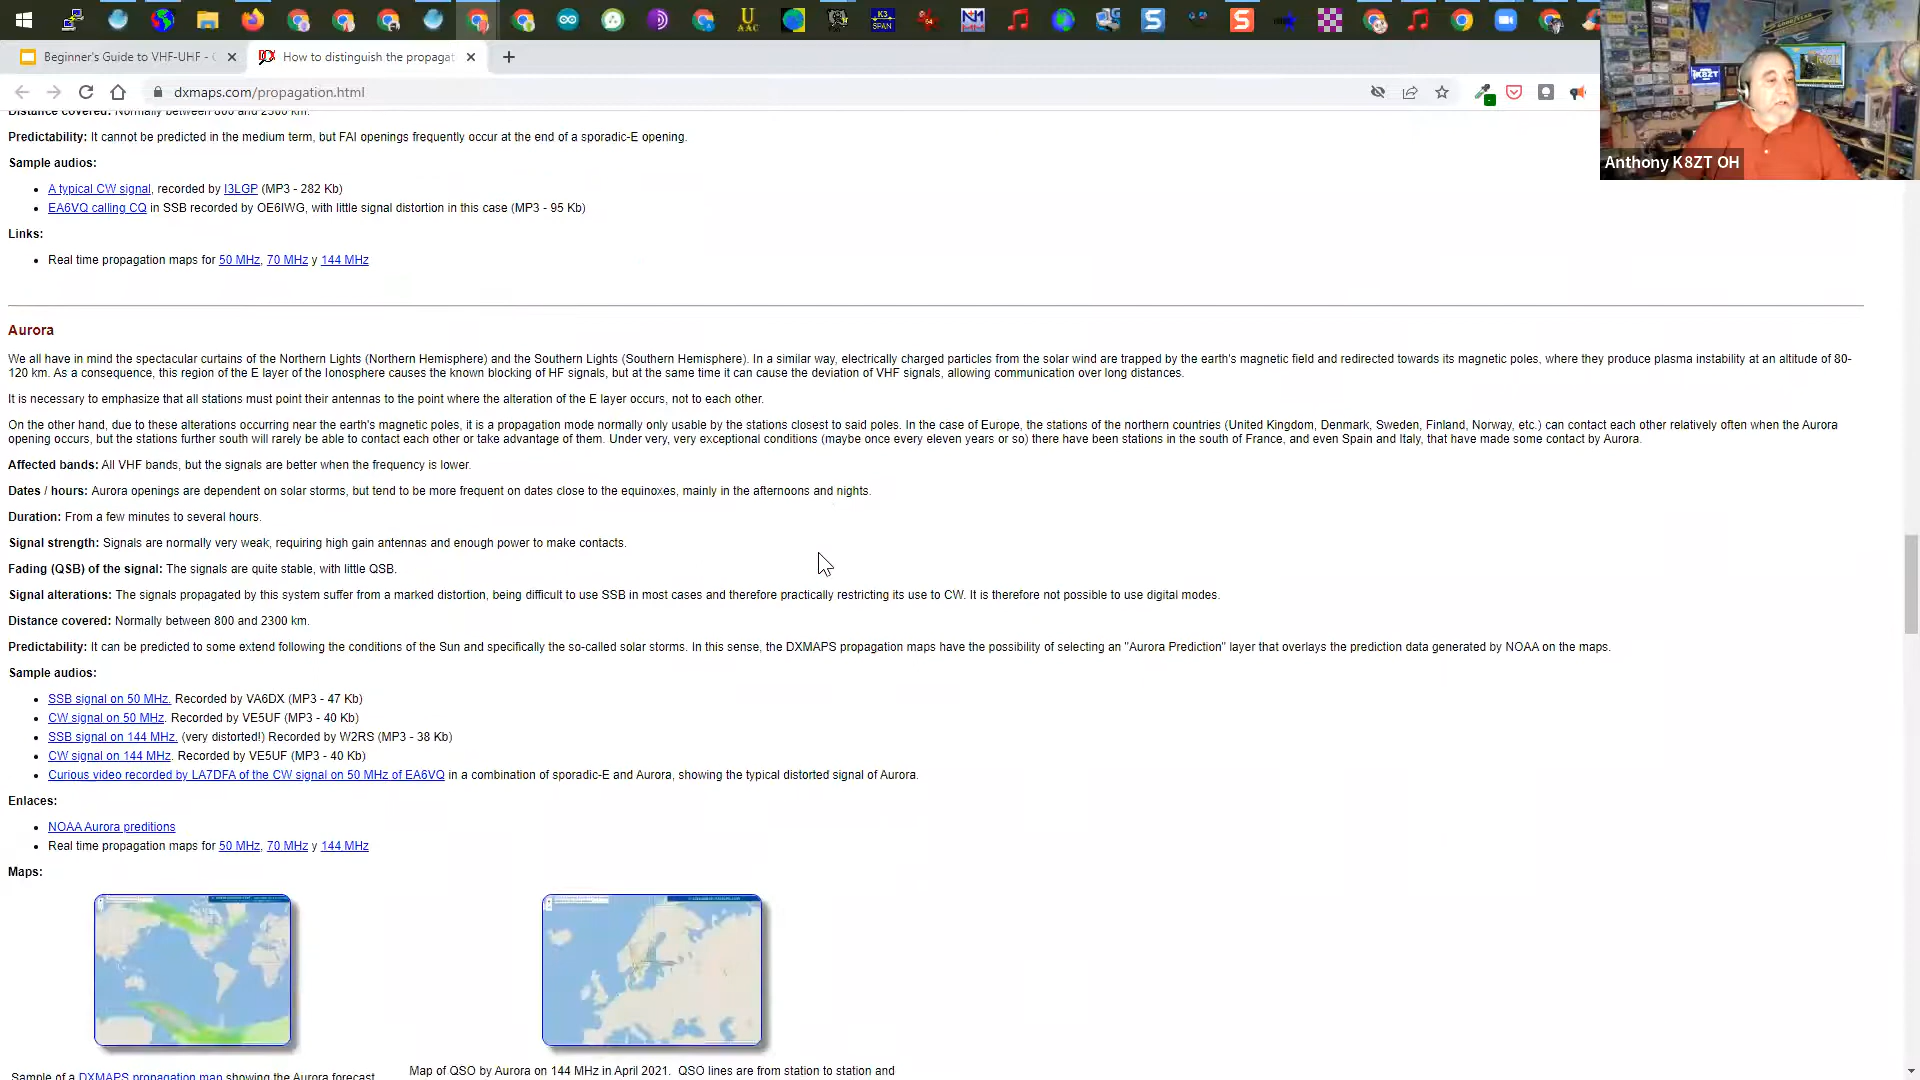 Beginner's Guide to VHF-UHF -
How to distinguish the propagat
dxmaps.com/propagation.html
Anthony K8ZT OH
Distance covered: Normally between 800 and 2300 km.
Predictability: It cannot be predicted in the medium term, but FAI openings frequently occur at the end of a sporadic-E opening.
Sample audios:
A typical CW signal, recorded by I3LGP (MP3 - 282 Kb)
EA6VQ calling CQ in SSB recorded by OE6IWG, with little signal distortion in this case (MP3 - 95 Kb)
Links:
Real time propagation maps for 50 MHz, 70 MHz y 144 MHz
Aurora
We all have in mind the spectacular curtains of the Northern Lights (Northern Hemisphere) and the Southern Lights (Southern Hemisphere). In a similar way, electrically charged particles from the solar wind are trapped by the earth's magnetic field and redirected towards its magnetic poles, where they produce plasma instability at an altitude of 80-
120 km. As a consequence, this region of the E layer of the Ionosphere causes the known blocking of HF signals, but at the same time it can cause the deviation of VHF signals, allowing communication over long distances.
It is necessary to emphasize that all stations must point their antennas to the point where the alteration of the E layer occurs, not to each other.
On the other hand, due to these alterations occurring near the earth's magnetic poles, it is a propagation mode normally only usable by the stations closest to said poles. In the case of Europe, the stations of the northern countries (United Kingdom, Denmark, Sweden, Finland, Norway, etc.) can contact each other relatively often when the Aurora
opening occurs, but the stations further south will rarely be able to contact each other or take advantage of them. Under very, very exceptional conditions (maybe once every eleven years or so) there have been stations in the south of France, and even Spain and Italy, that have made some contact by Aurora.
Affected bands: All VHF bands, but the signals are better when the frequency is lower.
Dates / hours: Aurora openings are dependent on solar storms, but tend to be more frequent on dates close to the equinoxes, mainly in the afternoons and nights.
Duration: From a few minutes to several hours.
Signal strength: Signals are normally very weak, requiring high gain antennas and enough power to make contacts.
Fading (QSB) of the signal: The signals are quite stable, with little QSB.
Signal alterations: The signals propagated by this system suffer from a marked distortion, being difficult to use SSB in most cases and therefore practically restricting its use to CW. It is therefore not possible to use digital modes.
Distance covered: Normally between 800 and 2300 km.
Predictability: It can be predicted to some extend following the conditions of the Sun and specifically the so-called solar storms. In this sense, the DXMAPS propagation maps have the possibility of selecting an "Aurora Prediction" layer that overlays the prediction data generated by NOAA on the maps.
Sample audios:
SSB signal on 50 MHz. Recorded by VA6DX (MP3 - 47 Kb)
CW signal on 50 MHz. Recorded by VE5UF (MP3 - 40 Kb)
SSB signal on 144 MHz. (very distorted!) Recorded by W2RS (MP3 - 38 Kb)
CW signal on 144 MHz. Recorded by VE5UF (MP3 - 40 Kb)
Curious video recorded by LA7DFA of the CW signal on 50 MHz of EA6VQ in a combination of sporadic-E and Aurora, showing the typical distorted signal of Aurora.
Enlaces:
NOAA Aurora preditions
Real time propagation maps for 50 MHz, 70 MHz y 144 MHz
Maps:
Sample of a DXMAPS propagation map showing the Aurora forecast
Map of QSO by Aurora on 144 MHz in April 2021. QSO lines are from station to station and